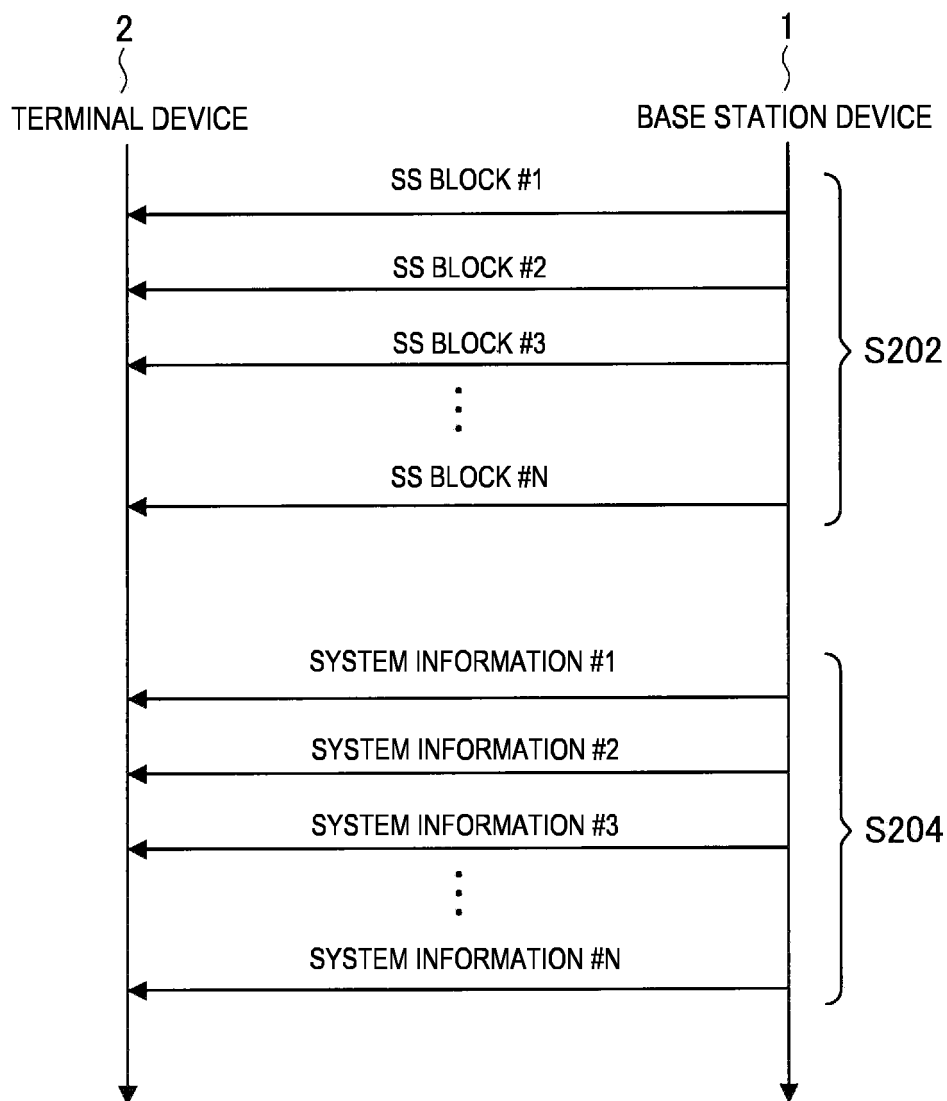 2
1
TERMINAL DEVICE
BASE STATION DEVICE
SS BLOCK #1
SS BLOCK #2
SS BLOCK #3
S202
SS BLOCK #N
SYSTEM INFORMATION #1
SYSTEM INFORMATION #2
SYSTEM INFORMATION #3
S204
SYSTEM INFORMATION #N